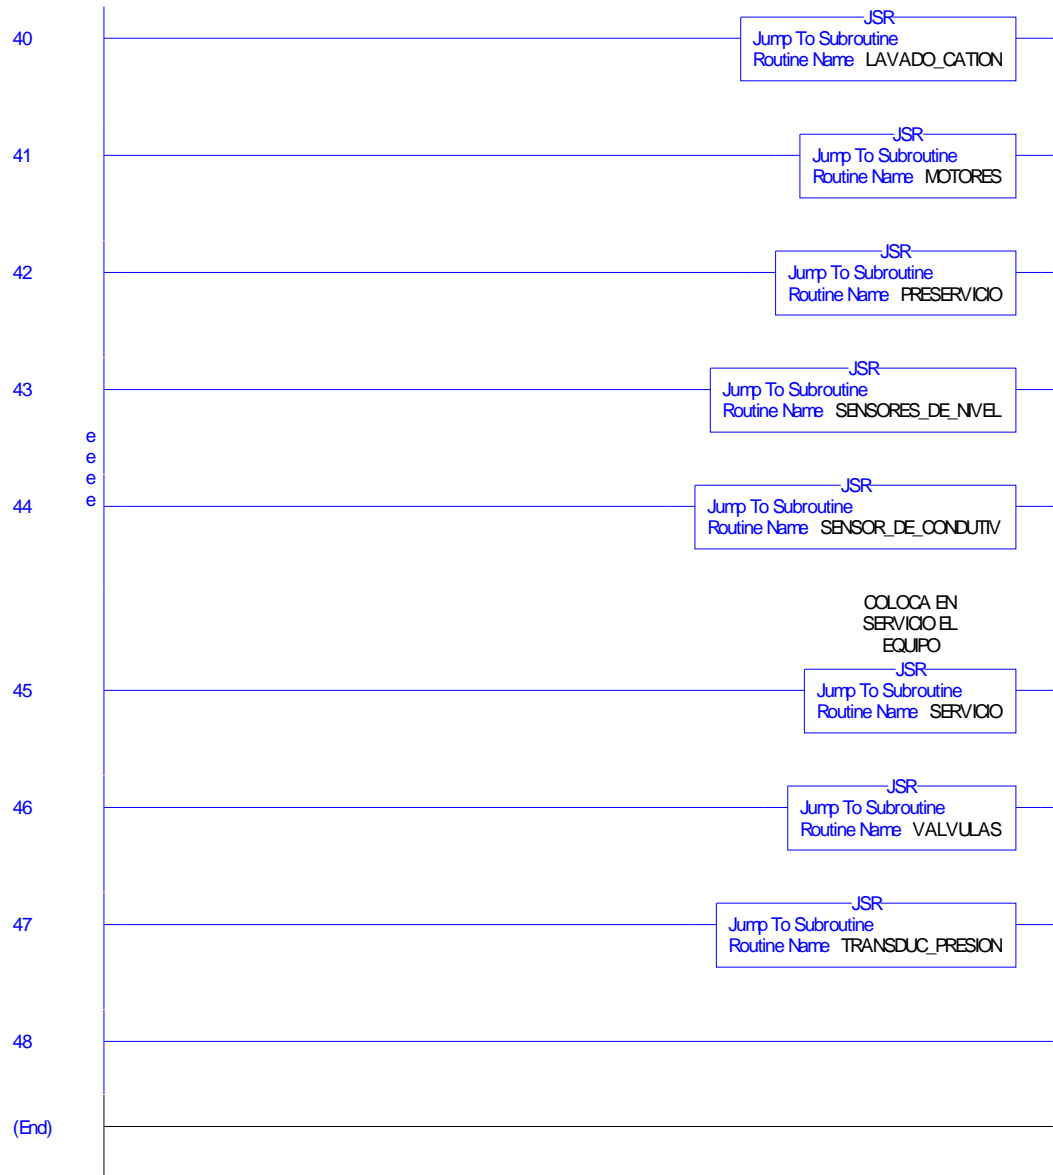 JSR
40
Jump To Subroutine
Routine Name LAVADO_CATION
JSR
41
Jump To Subroutine
Routine Name MOTORES
JSR
42
Jump To Subroutine
Routine Name PRESERVICIO
JSR
43
Jump To Subroutine
Routine Name SENSORES_DE_NIVEL
e
e
e
e
JSR
44
Jump To Subroutine
Routine Name SENSOR_DE_CONDUTIV
COLOCA EN
SERVICIO EL
EQUIPO
JSR
45
Jump To Subroutine
Routine Name SERVICIO
JSR
46
Jump To Subroutine
Routine Name VALVULAS
JSR
47
Jump To Subroutine
Routine Name TRANSDUC_PRESION
48
(End)